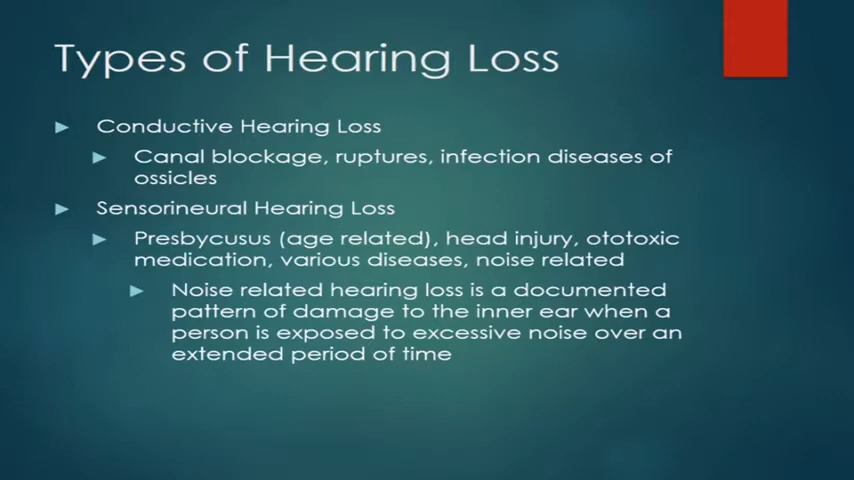 Types of Hearing Loss
Conductive Hearing Loss
Canal blockage, ruptures, infection diseases of
ossicles
Sensorineural Hearing Loss
Presbycusus (age related), head injury, ototoxic
medication, various diseases, noise related
Noise related hearing loss is a documented
pattern of damage to the inner ear when a
person is exposed to excessive noise over an
extended period of time